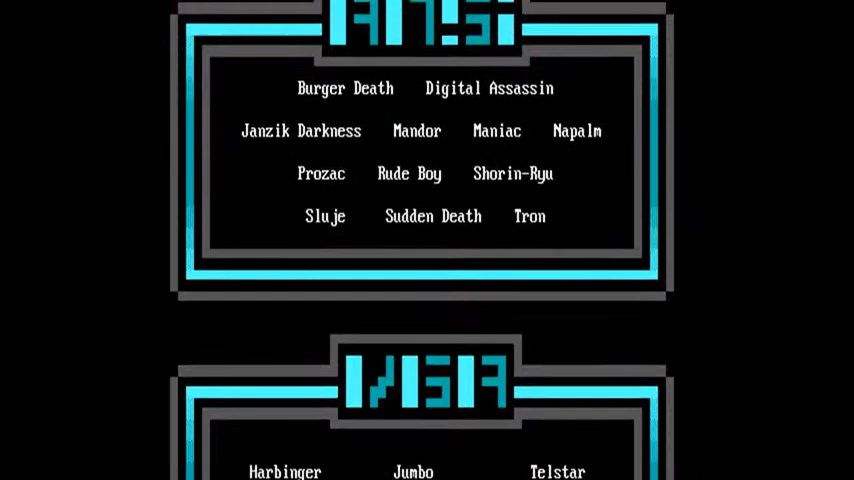 ANSi
Burger Death Digital Assassin
Janzik Darkness Mandor Maniac Napalm
Prozac Rude Boy Shorin-Ryu
Sluje Sudden Death Tron
VGA
Harbinger Jumbo Telstar